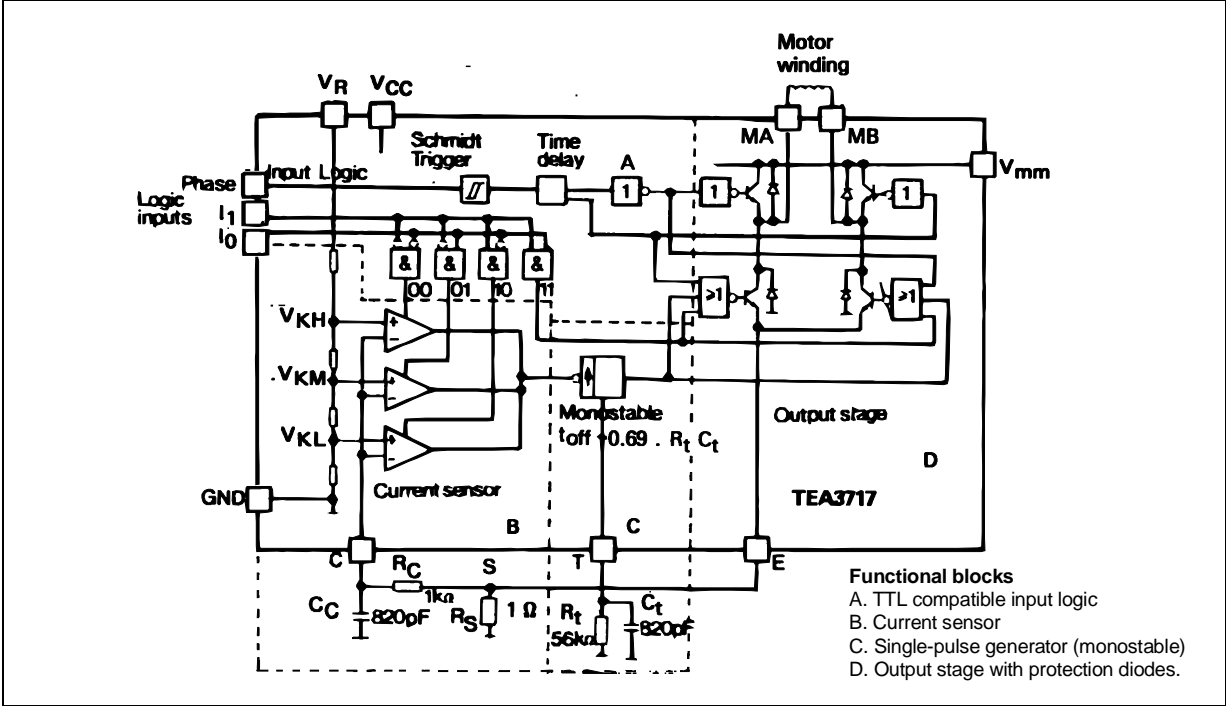 Motor
winding
VR
VCC
MA
MB
Schmidt
Trigger
Time
delay
A
Vmm
Phase
Input Logic
1
1
1
Logic
inputs
I1
I0
&
&
&
&
00
01
10
11
≥1
≥1
VKH
+
−
VKM
+
−
VKL
+
−
Monostable
toff 0.69 . Rt Ct
Output stage
D
GND
Current sensor
TEA3717
B
C
C
RC
S
T
E
1kΩ
CC
820pF
RS
1 Ω
Rt
56kΩ
Ct
820pF
Functional blocks
A. TTL compatible input logic
B. Current sensor
C. Single-pulse generator (monostable)
D. Output stage with protection diodes.